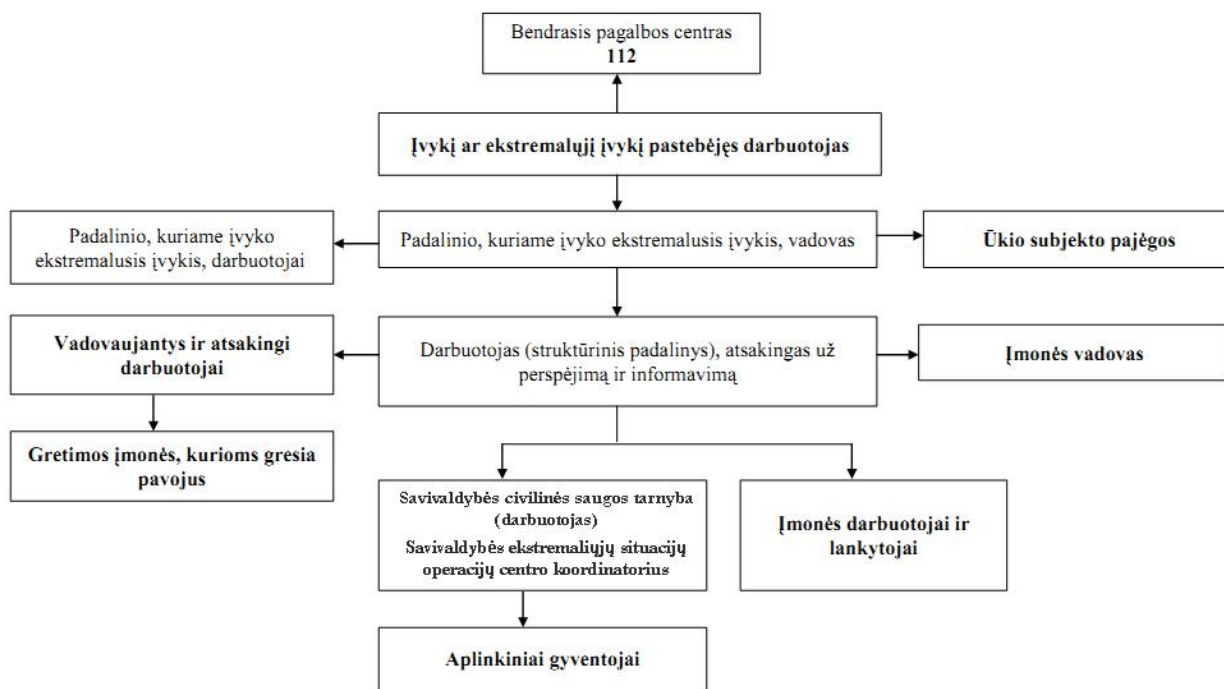 Bendrasis pagalbos centras
112
Įvykį ar ekstremalųjį įvykį pastebėjęs darbuotojas
Padalinio, kuriame įvyko
ekstremalusis įvykis, darbuotojai
Padalinio, kuriame įvyko ekstremalusis įvykis, vadovas
Ūkio subjekto pajėgos
Vadovaujantys ir atsakingi
darbuotojai
Darbuotojas (struktūrinis padalinys), atsakingas už
perspėjimą ir informavimą
Įmonės vadovas
Gretimos įmonės, kurioms gresia
pavojus
Savivaldybės civilinės saugos tarnyba
(darbuotojas)
Savivaldybės ekstremaliųjų situacijų
operacijų centro koordinatorius
Įmonės darbuotojai ir
lankytojai
Aplinkiniai gyventojai